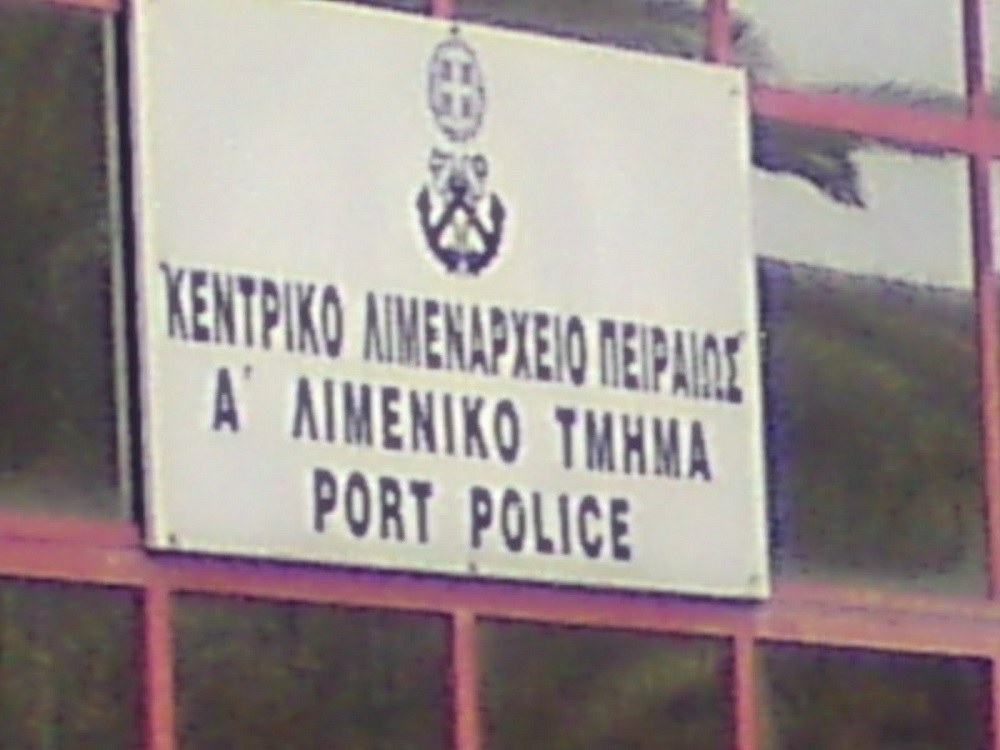 ΚΕΝΤΡΙΚΟ ΛΙΜΕΝΑΡΧΕΙΟ ΠΕΙΡΑΙΩΣ
Α΄ ΛΙΜΕΝΙΚΟ ΤΜΗΜΑ
PORT POLICE